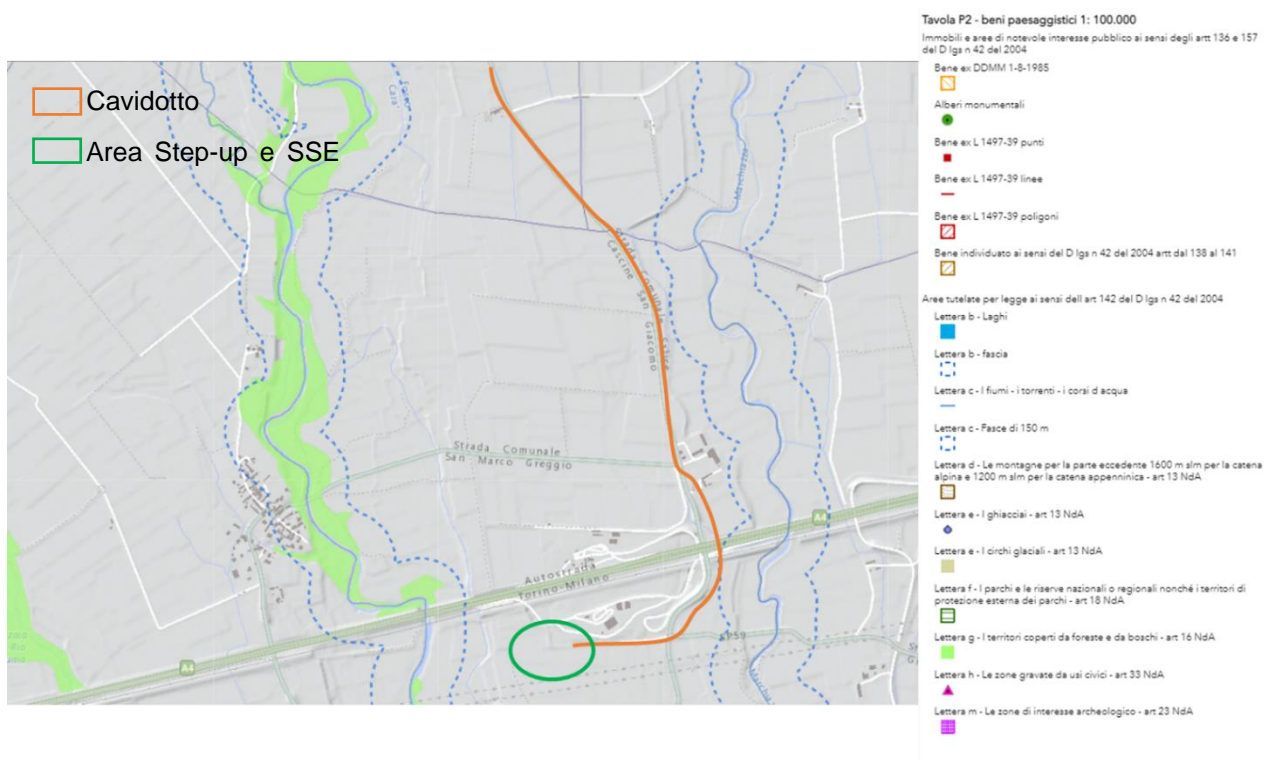 Cavidotto
Area Step-up e SSE
Strada Comunale Calice
Cascine San Giacomo
Strada Comunale
San Marco Greggio
A4
Autostrada
Torino-Milano
A4
Tavola P2 - beni paesaggistici 1: 100.000
Immobili e aree di notevole interesse pubblico ai sensi degli artt 136 e 157
del D lgs n 42 del 2004
Bene ex DDMM 1-8-1985
Alberi monumentali
Bene ex L 1497-39 punti
Bene ex L 1497-39 linee
Bene ex L 1497-39 poligoni
Bene individuato ai sensi del D lgs n 42 del 2004 artt dal 138 al 141
Aree tutelate per legge ai sensi dell art 142 del D lgs n 42 del 2004
Lettera b - Laghi
Lettera b - fascia
Lettera c - I fiumi - i torrenti - i corsi d acqua
Lettera c - Fasce di 150 m
Lettera d - Le montagne per la parte eccedente 1600 m slm per la catena
alpina e 1200 m slm per la catena appenninica - art 13 NdA
Lettera e - I ghiacciai - art 13 NdA
Lettera e - I circhi glaciali - art 13 NdA
Lettera f - I parchi e le riserve nazionali o regionali nonché i territori di
protezione esterna dei parchi - art 18 NdA
Lettera g - I territori coperti da foreste e da boschi - art 16 NdA
Lettera h - Le zone gravate da usi civici - art 33 NdA
Lettera m - Le zone di interesse archeologico - art 23 NdA